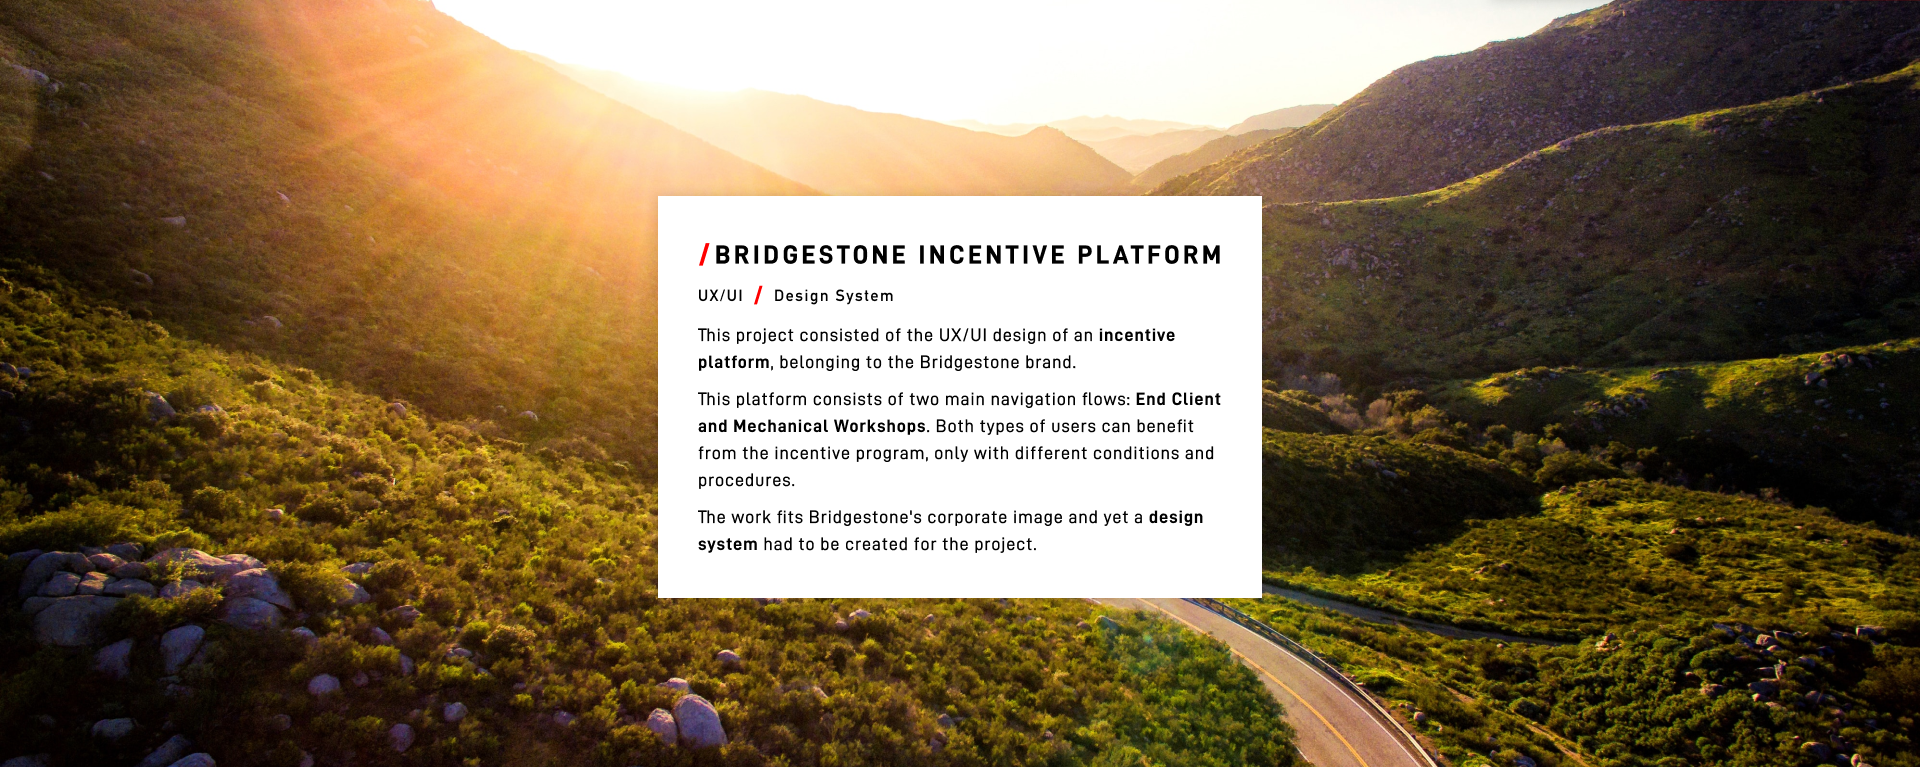 /BRIDGESTONE INCENTIVE PLATFORM
UX/UI / Design System
This project consisted of the UX/UI design of an incentive
platform, belonging to the Bridgestone brand.
This platform consists of two main navigation flows: End Client
and Mechanical Workshops. Both types of users can benefit
from the incentive program, only with different conditions and
procedures.
The work fits Bridgestone's corporate image and yet a design
system had to be created for the project.